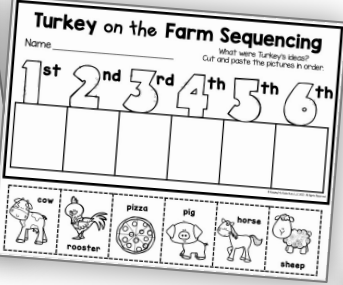 Turkey on the Farm Sequencing
Name
What were Turkey's ideas?
Cut and paste the pictures in order.
1st 2nd 3rd 4th 5th 6th
cow
rooster
pizza
pig
horse
sheep